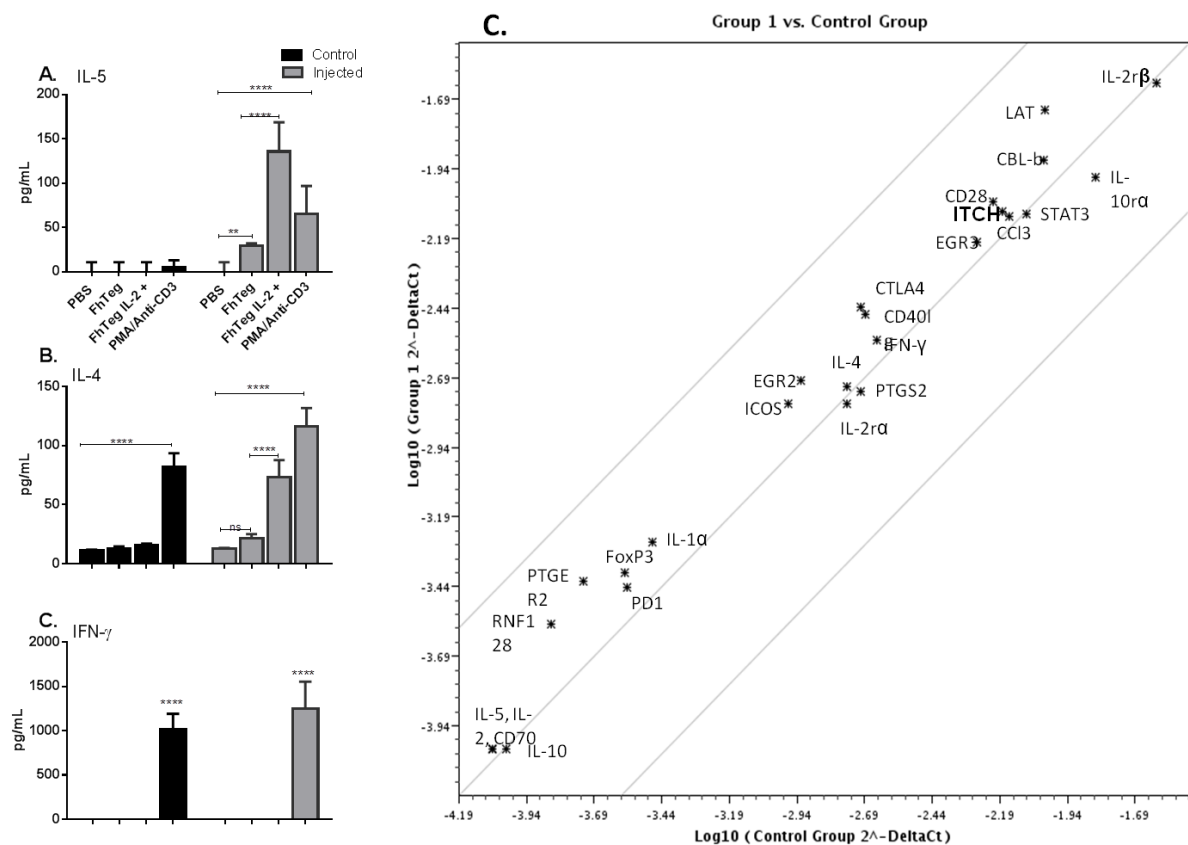 Control
Injected
A.
IL-5
200
150
100
50
0
pg/mL
****
****
**
PBS
FhTeg
FhTeg IL-2 +
PMA/Anti-CD3
PBS
FhTeg
FhTeg IL-2 +
PMA/Anti-CD3
B.
IL-4
150
100
50
0
pg/mL
****
****
****
ns
C.
IFN-γ
2000
1500
1000
500
0
pg/mL
****
****
C.
Group 1 vs. Control Group
Log10 (Group 1 2^-DeltaCt)
-1.69
-1.94
-2.19
-2.44
-2.69
-2.94
-3.19
-3.44
-3.69
-3.94
IL-2rβ
LAT
CBL-b
IL-
10rα
CD28
ITCH
STAT3
CCl3
EGR3
CTLA4
CD40l
g
IFN-γ
IL-4
EGR2
PTGS2
ICOS
IL-2rα
IL-1α
FoxP3
PTGE
R2
PD1
RNF1
28
IL-5, IL-
2, CD70
IL-10
-4.19
-3.94
-3.69
-3.44
-3.19
-2.94
-2.69
-2.44
-2.19
-1.94
-1.69
Log10 (Control Group 2^-DeltaCt)